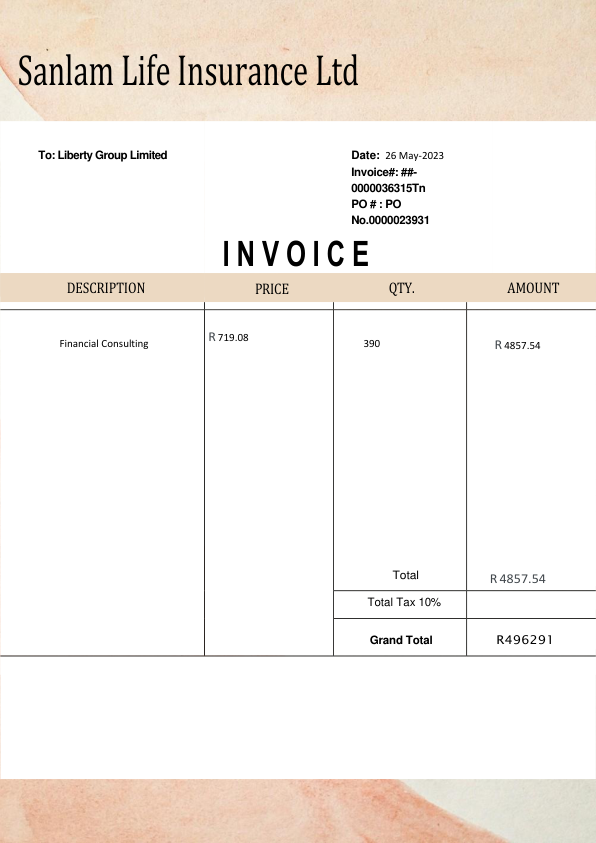 Sanlam Life Insurance Ltd
To: Liberty Group Limited
Date: 26 May-2023
Invoice#: ##-
0000036315Tn
PO # : PO
No.0000023931
INVOICE
DESCRIPTION PRICE QTY. AMOUNT
Financial Consulting R 719.08 390 R 4857.54
Total R 4857.54
Total Tax 10%
Grand Total R496291